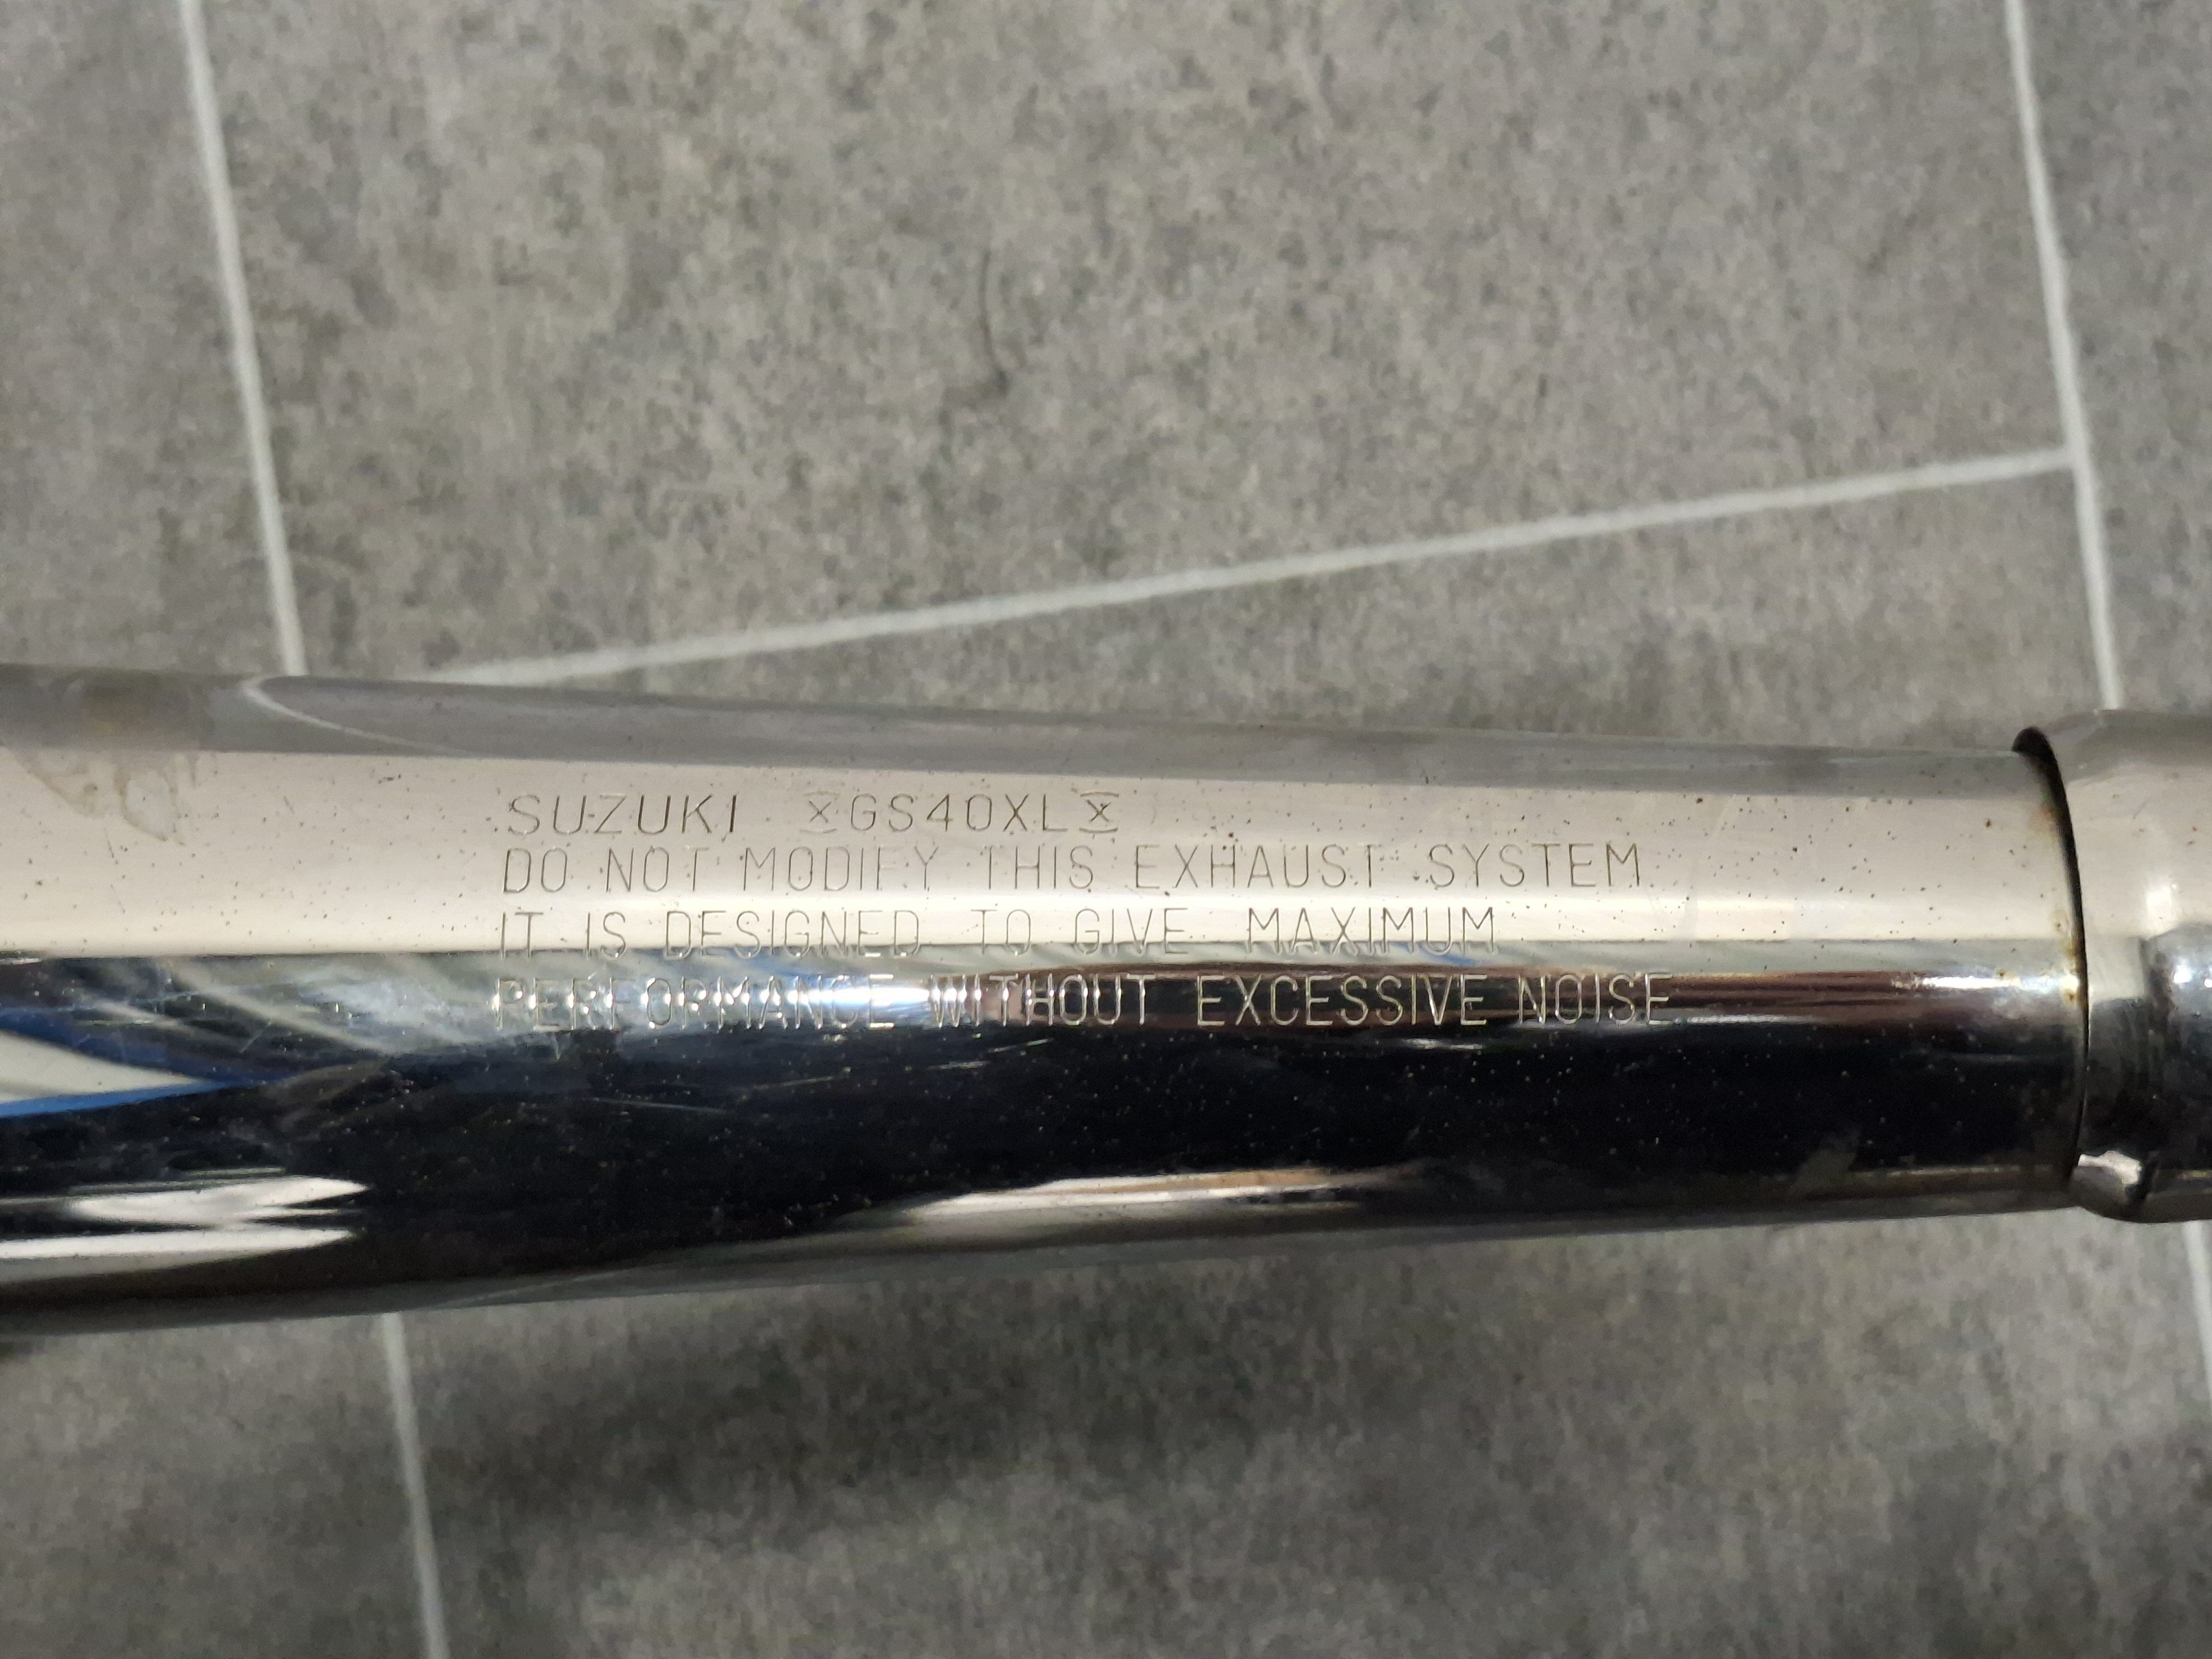 SUZUKI ※GS40XL※
DO NOT MODIFY THIS EXHAUST SYSTEM
IT IS DESIGNED TO GIVE MAXIMUM
PERFORMANCE WITHOUT EXCESSIVE NOISE